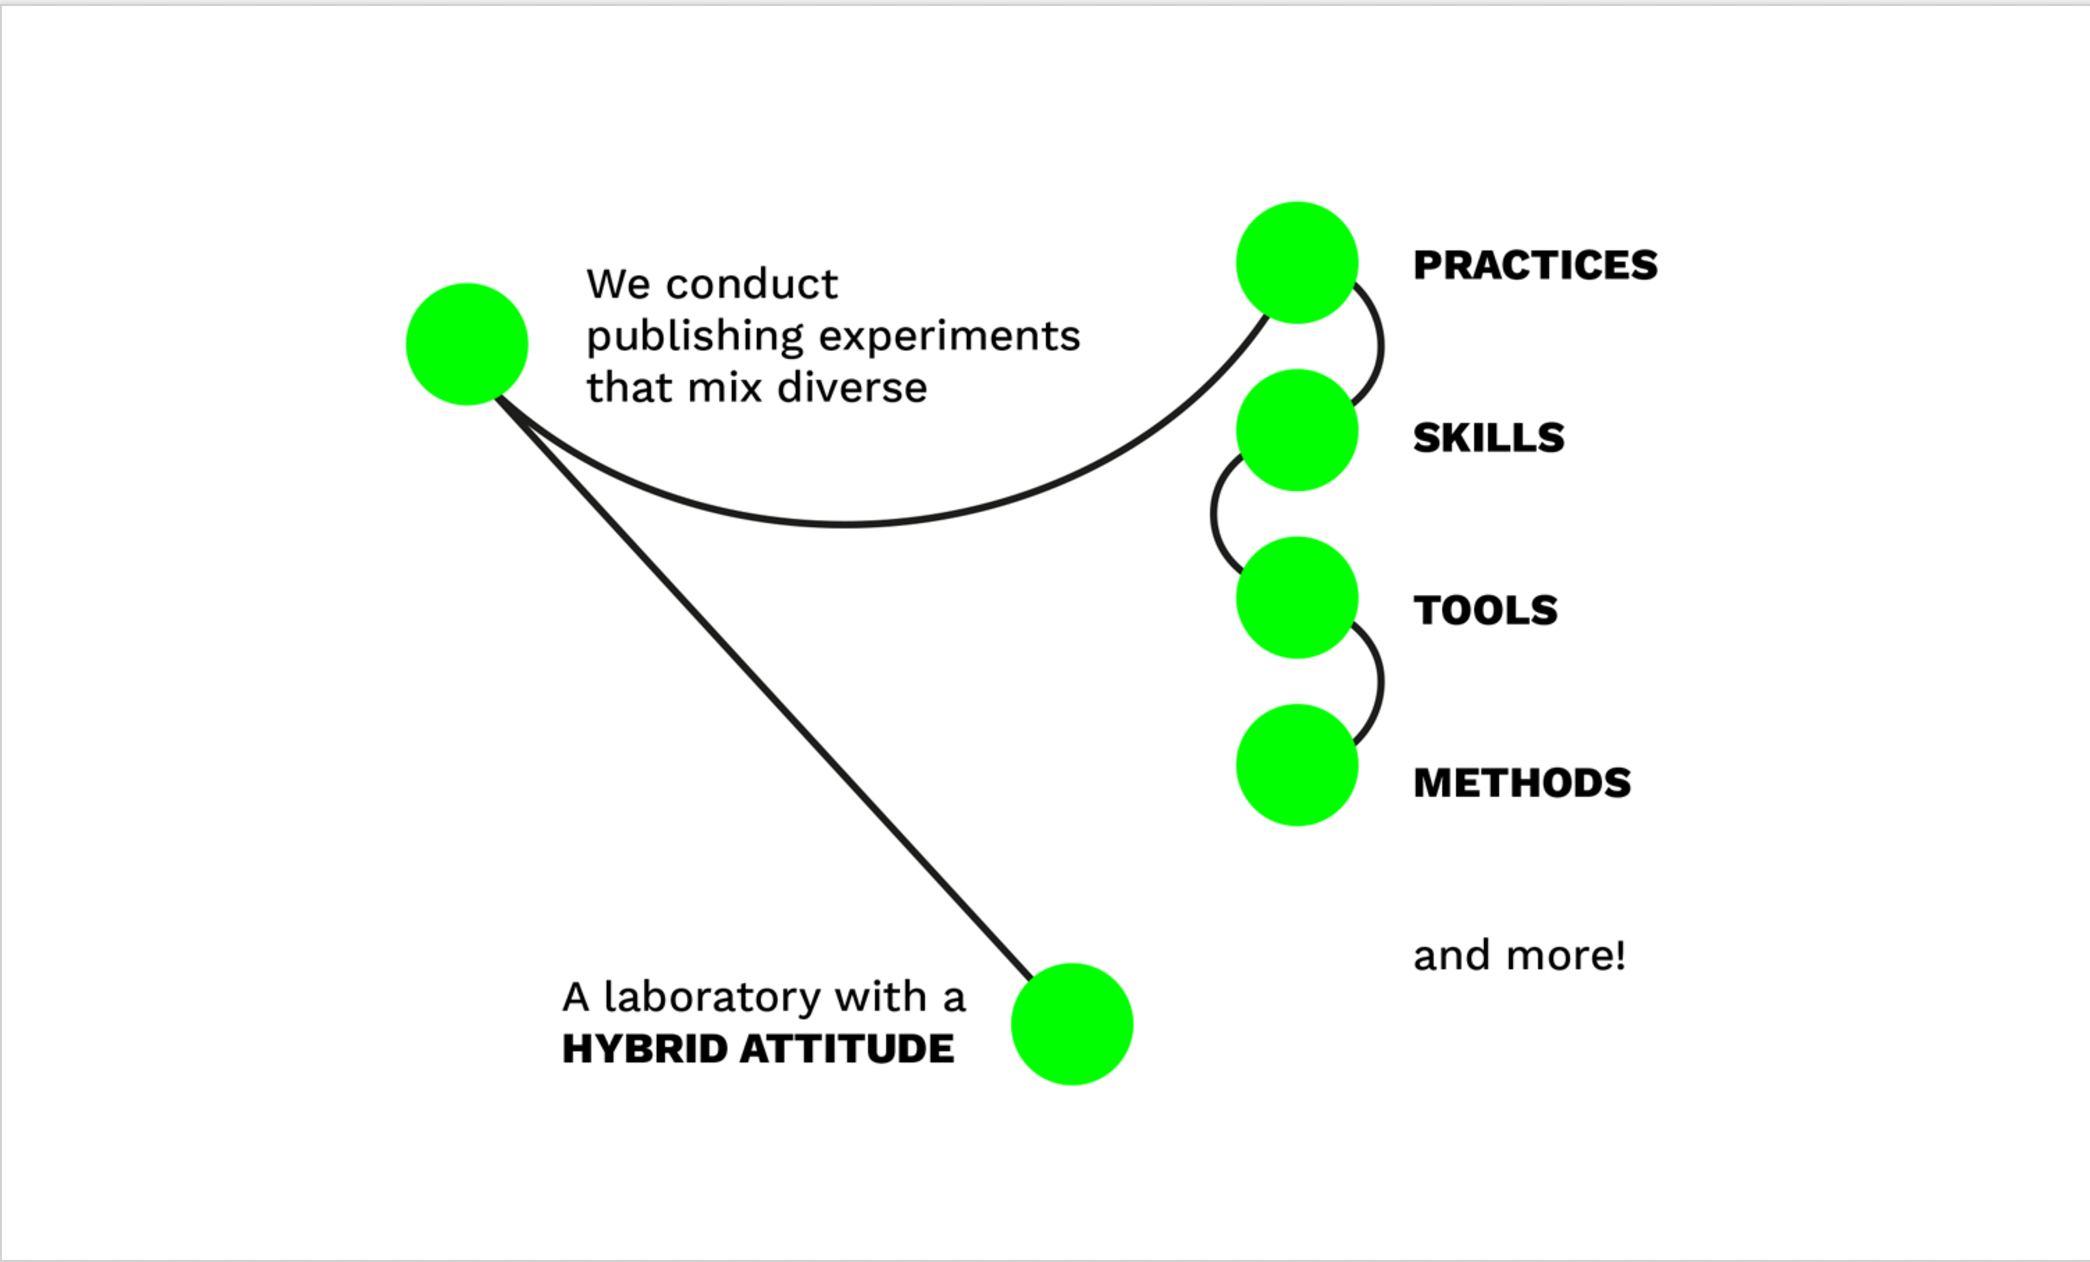 We conduct
publishing experiments
that mix diverse
PRACTICES
SKILLS
TOOLS
METHODS
and more!
A laboratory with a
HYBRID ATTITUDE